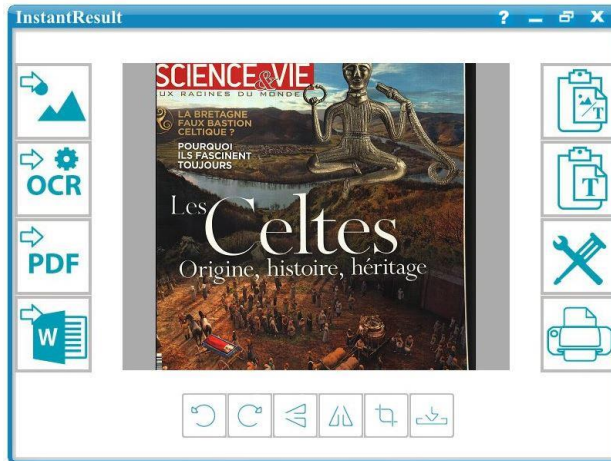 InstantResult
?
SCIENCE&VIE
UX RACINES DU MONDE
LA BRETAGNE
FAUX BASTION
CELTIQUE ?
POURQUOI
ILS FASCINENT
TOUJOURS
Les Celtes
Origine, histoire, héritage
OCR
PDF
W
T
T